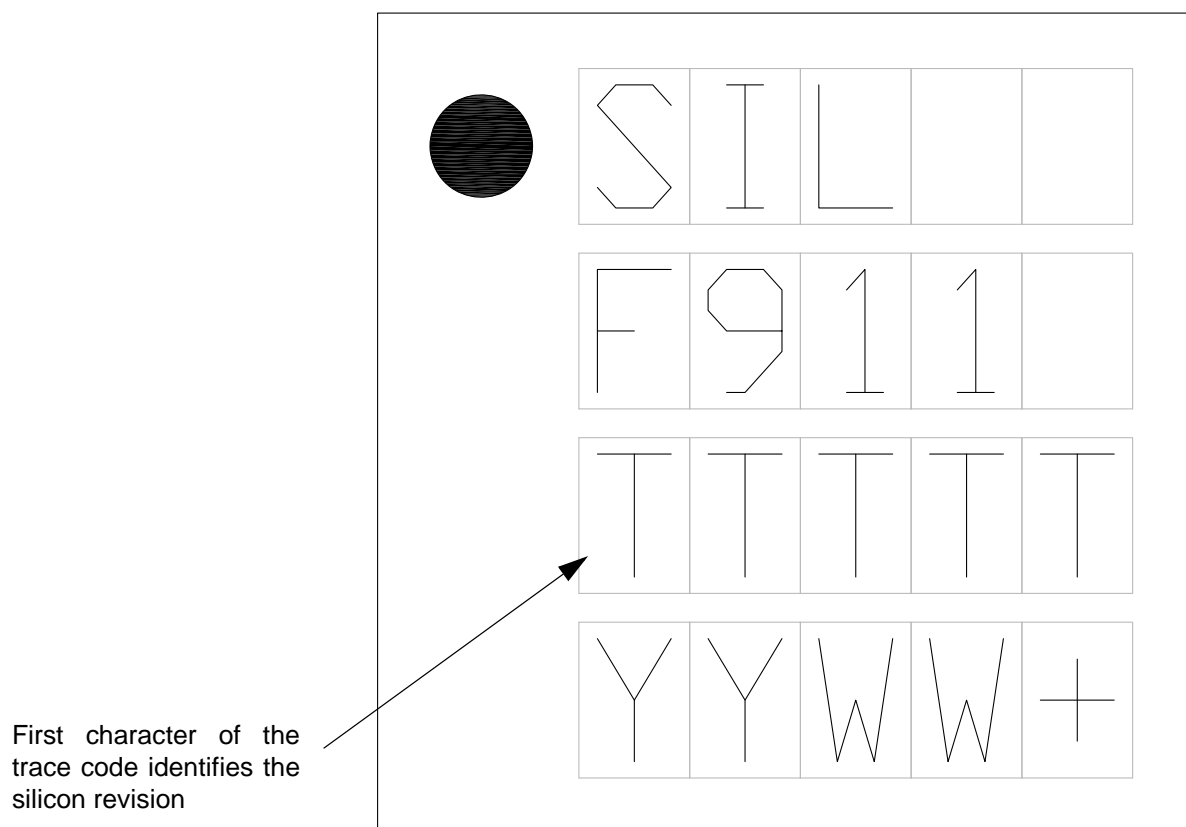 SIL
F911
TTTTT
YYWW+
First character of the
trace code identifies the
silicon revision